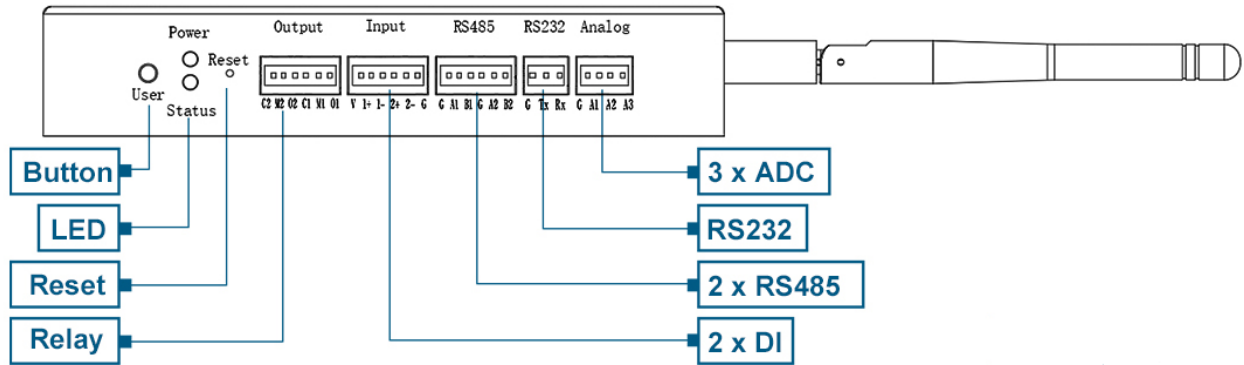 Output Input RS485 RS232 Analog
Power
Reset
User
Status
C2 M2 O2 C1 M1 O1 V 1+ 1- 2+ 2- G G A1 B1 G A2 B2 G Tx Rx G A1 A2 A3
Button
3 x ADC
LED
RS232
Reset
2 x RS485
Relay
2 x DI